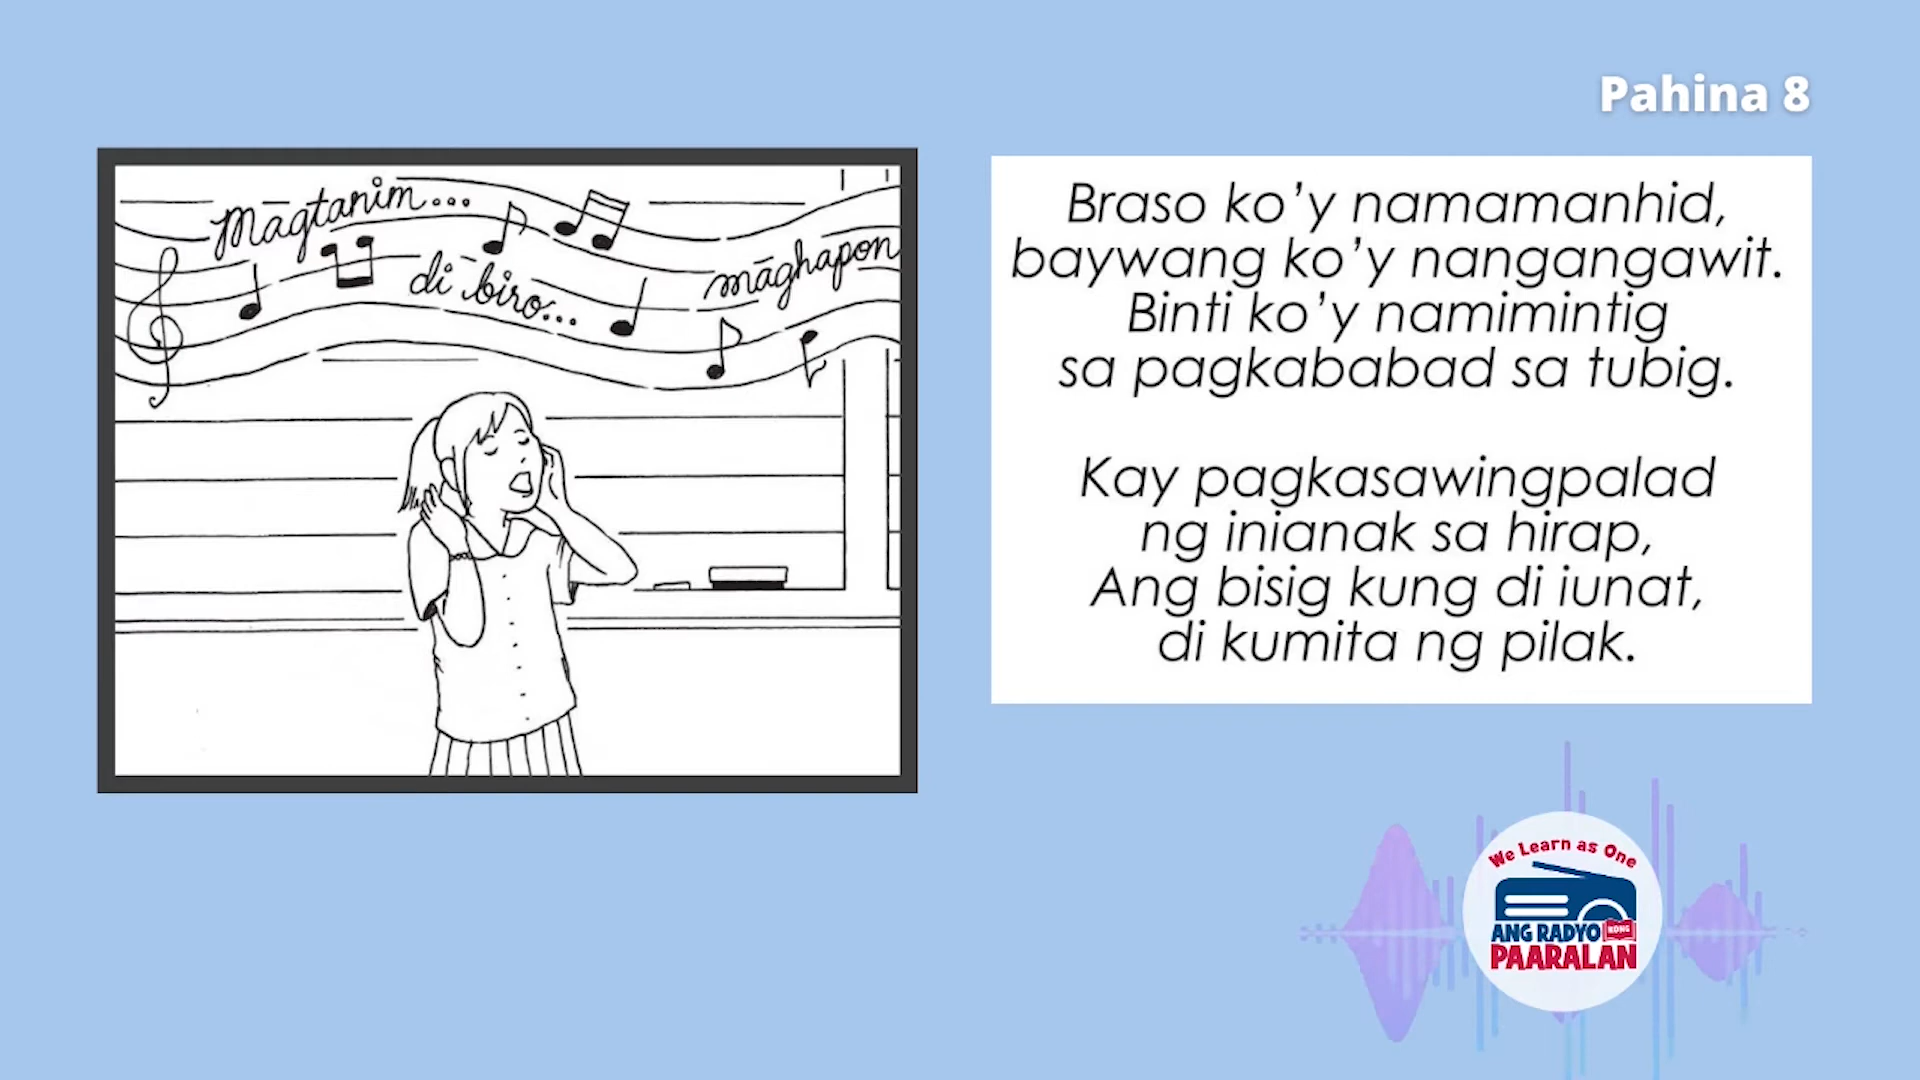 Pahina 8
Magtanim...
di biro...
maghapon
Braso ko’y namamanhid,
baywang ko’y nangangawit.
Binti ko’y namimintig
sa pagkababad sa tubig.
Kay pagkasawingpalad
ng inianak sa hirap,
Ang bisig kung di iunat,
di kumita ng pilak.
We Learn as One
ANG RADYO KONG
PAARALAN